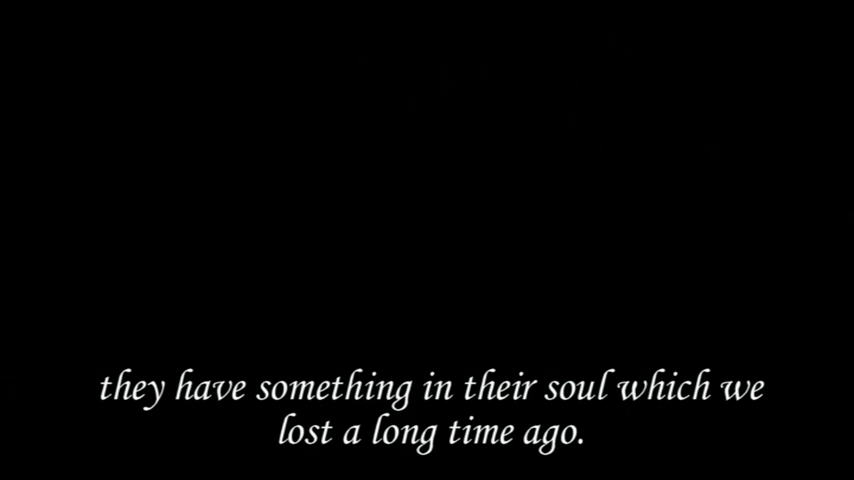 they have something in their soul which we
lost a long time ago.